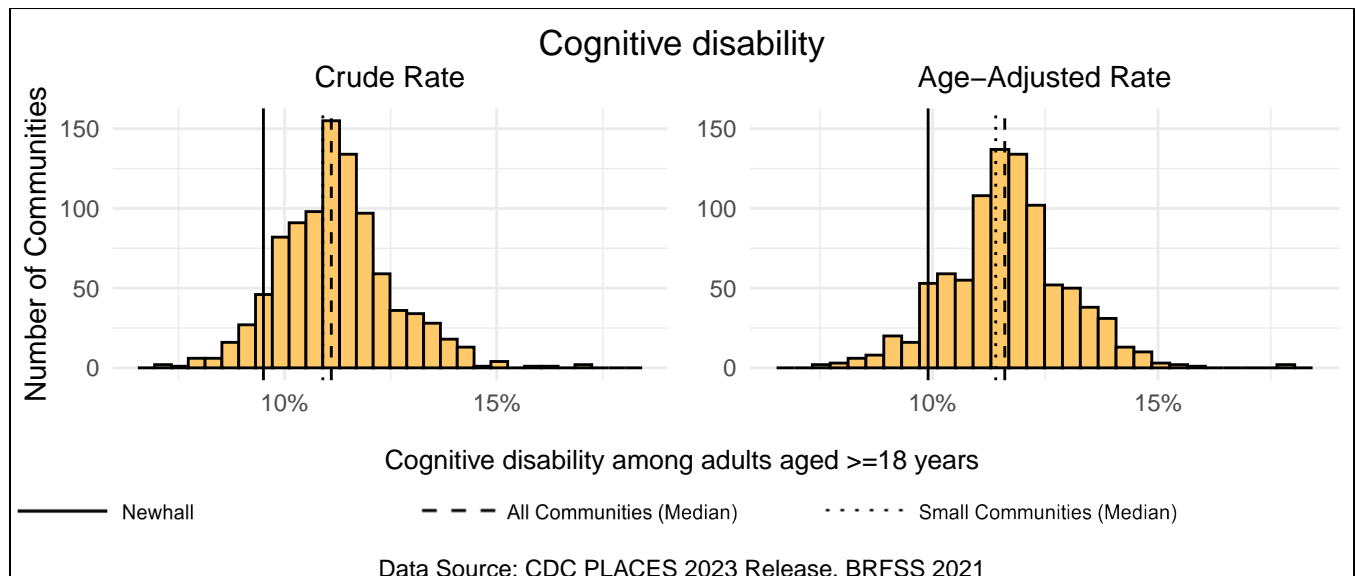 Cognitive disability
Crude Rate
Age−Adjusted Rate
Number of Communities
150
100
50
0
10%
15%
150
100
50
0
10%
15%
Cognitive disability among adults aged >=18 years
Newhall
All Communities (Median)
Small Communities (Median)
Data Source: CDC PLACES 2023 Release, BRFSS 2021